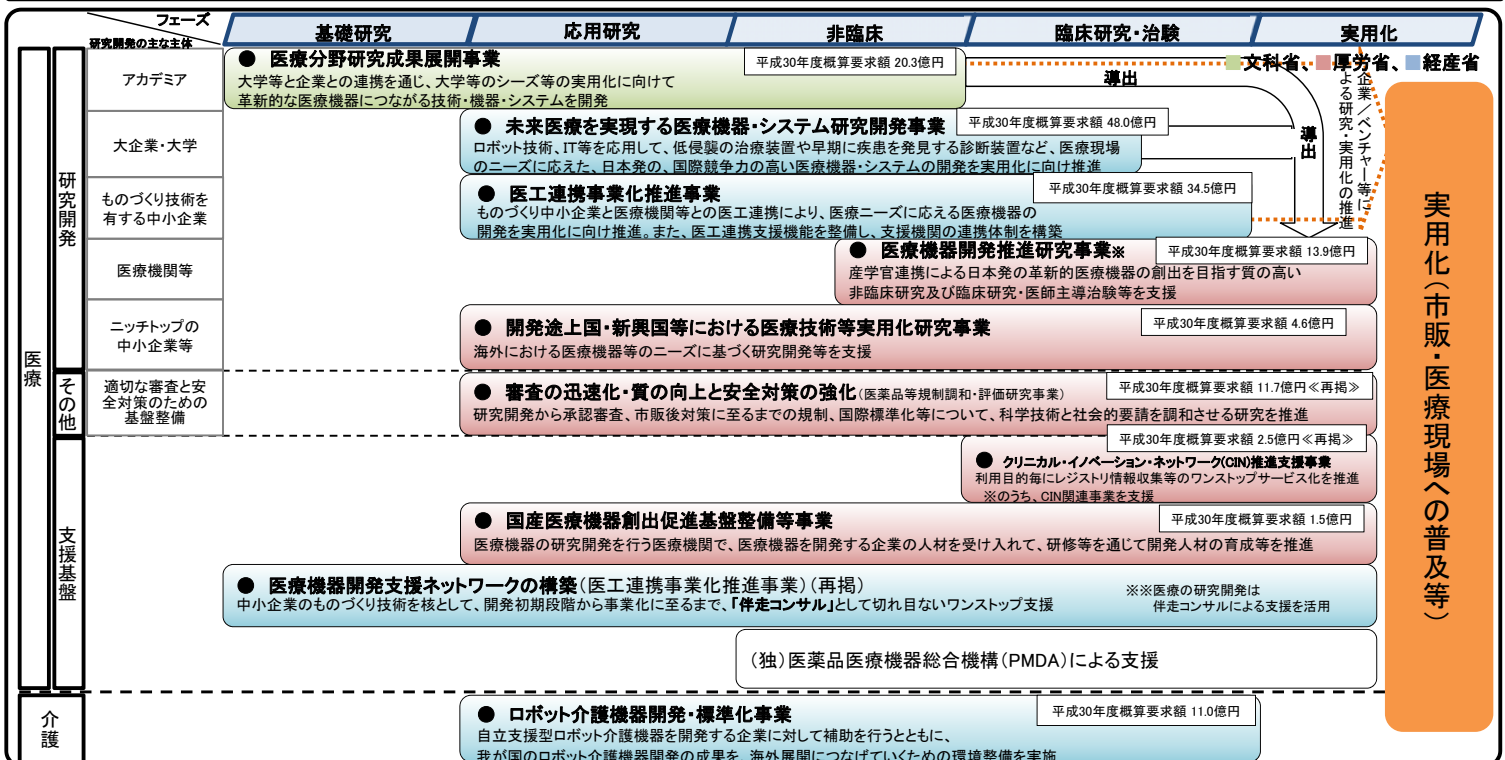 フェーズ
研究開発の主な主体
基礎研究
応用研究
非臨床
臨床研究・治験
実用化
■文科省、■厚労省、■経産省
医療
研究開発
その他
支援基盤
介護
アカデミア
大企業・大学
ものづくり技術を
有する中小企業
医療機関等
ニッチトップの
中小企業等
適切な審査と安
全対策のための
基盤整備
● 医療分野研究成果展開事業
平成30年度概算要求額 20.3億円
大学等と企業との連携を通じ、大学等のシーズ等の実用化に向けて
革新的な医療機器につながる技術・機器・システムを開発
導出
導出
企業/ベンチャー等に
よる研究・実用化の推進
● 未来医療を実現する医療機器・システム研究開発事業
平成30年度概算要求額 48.0億円
ロボット技術、IT等を応用して、低侵襲の治療装置や早期に疾患を発見する診断装置など、医療現場
のニーズに応えた、日本発の、国際競争力の高い医療機器・システムの開発を実用化に向け推進
● 医工連携事業化推進事業
平成30年度概算要求額 34.5億円
ものづくり中小企業と医療機関等との医工連携により、医療ニーズに応える医療機器の
開発を実用化に向け推進。また、医工連携支援機能を整備し、支援機関の連携体制を構築
● 医療機器開発推進研究事業※
平成30年度概算要求額 13.9億円
産学官連携による日本発の革新的医療機器の創出を目指す質の高い
非臨床研究及び臨床研究・医師主導治験等を支援
● 開発途上国・新興国等における医療技術等実用化研究事業
平成30年度概算要求額 4.6億円
海外における医療機器等のニーズに基づく研究開発等を支援
● 審査の迅速化・質の向上と安全対策の強化(医薬品等規制調和・評価研究事業)
平成30年度概算要求額 11.7億円≪再掲≫
研究開発から承認審査、市販後対策に至るまでの規制、国際標準化等について、科学技術と社会的要請を調和させる研究を推進
平成30年度概算要求額 2.5億円≪再掲≫
● クリニカル・イノベーション・ネットワーク(CIN)推進支援事業
利用目的毎にレジストリ情報収集等のワンストップサービス化を推進
※のうち、CIN関連事業を支援
● 国産医療機器創出促進基盤整備等事業
平成30年度概算要求額 1.5億円
医療機器の研究開発を行う医療機関で、医療機器を開発する企業の人材を受け入れて、研修等を通じて開発人材の育成等を推進
● 医療機器開発支援ネットワークの構築(医工連携事業化推進事業)(再掲)
中小企業のものづくり技術を核として、開発初期段階から事業化に至るまで、「伴走コンサル」として切れ目ないワンストップ支援
※※医療の研究開発は
伴走コンサルによる支援を活用
(独)医薬品医療機器総合機構(PMDA)による支援
● ロボット介護機器開発・標準化事業
平成30年度概算要求額 11.0億円
自立支援型ロボット介護機器を開発する企業に対して補助を行うとともに、
我が国のロボット介護機器開発の成果を、海外展開につなげていくための環境整備を実施
実用化(市販・医療現場への普及等)